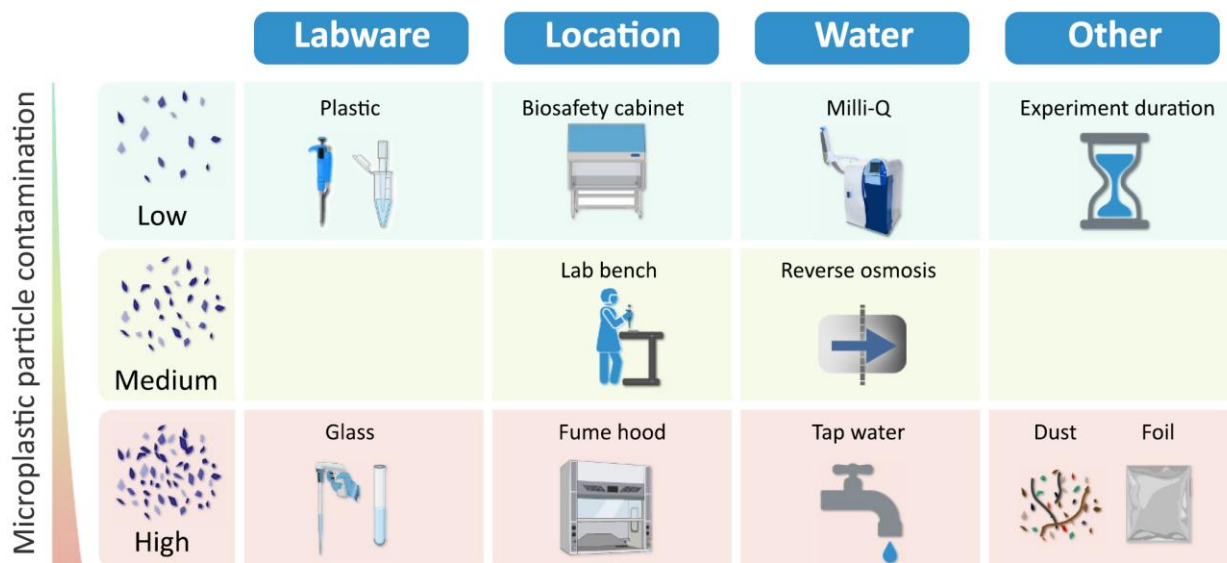 Labware
Location
Water
Other
Microplastic particle contamination
Low
Plastic
Biosafety cabinet
Milli-Q
Experiment duration
Medium
Lab bench
Reverse osmosis
High
Glass
Fume hood
Tap water
Dust
Foil